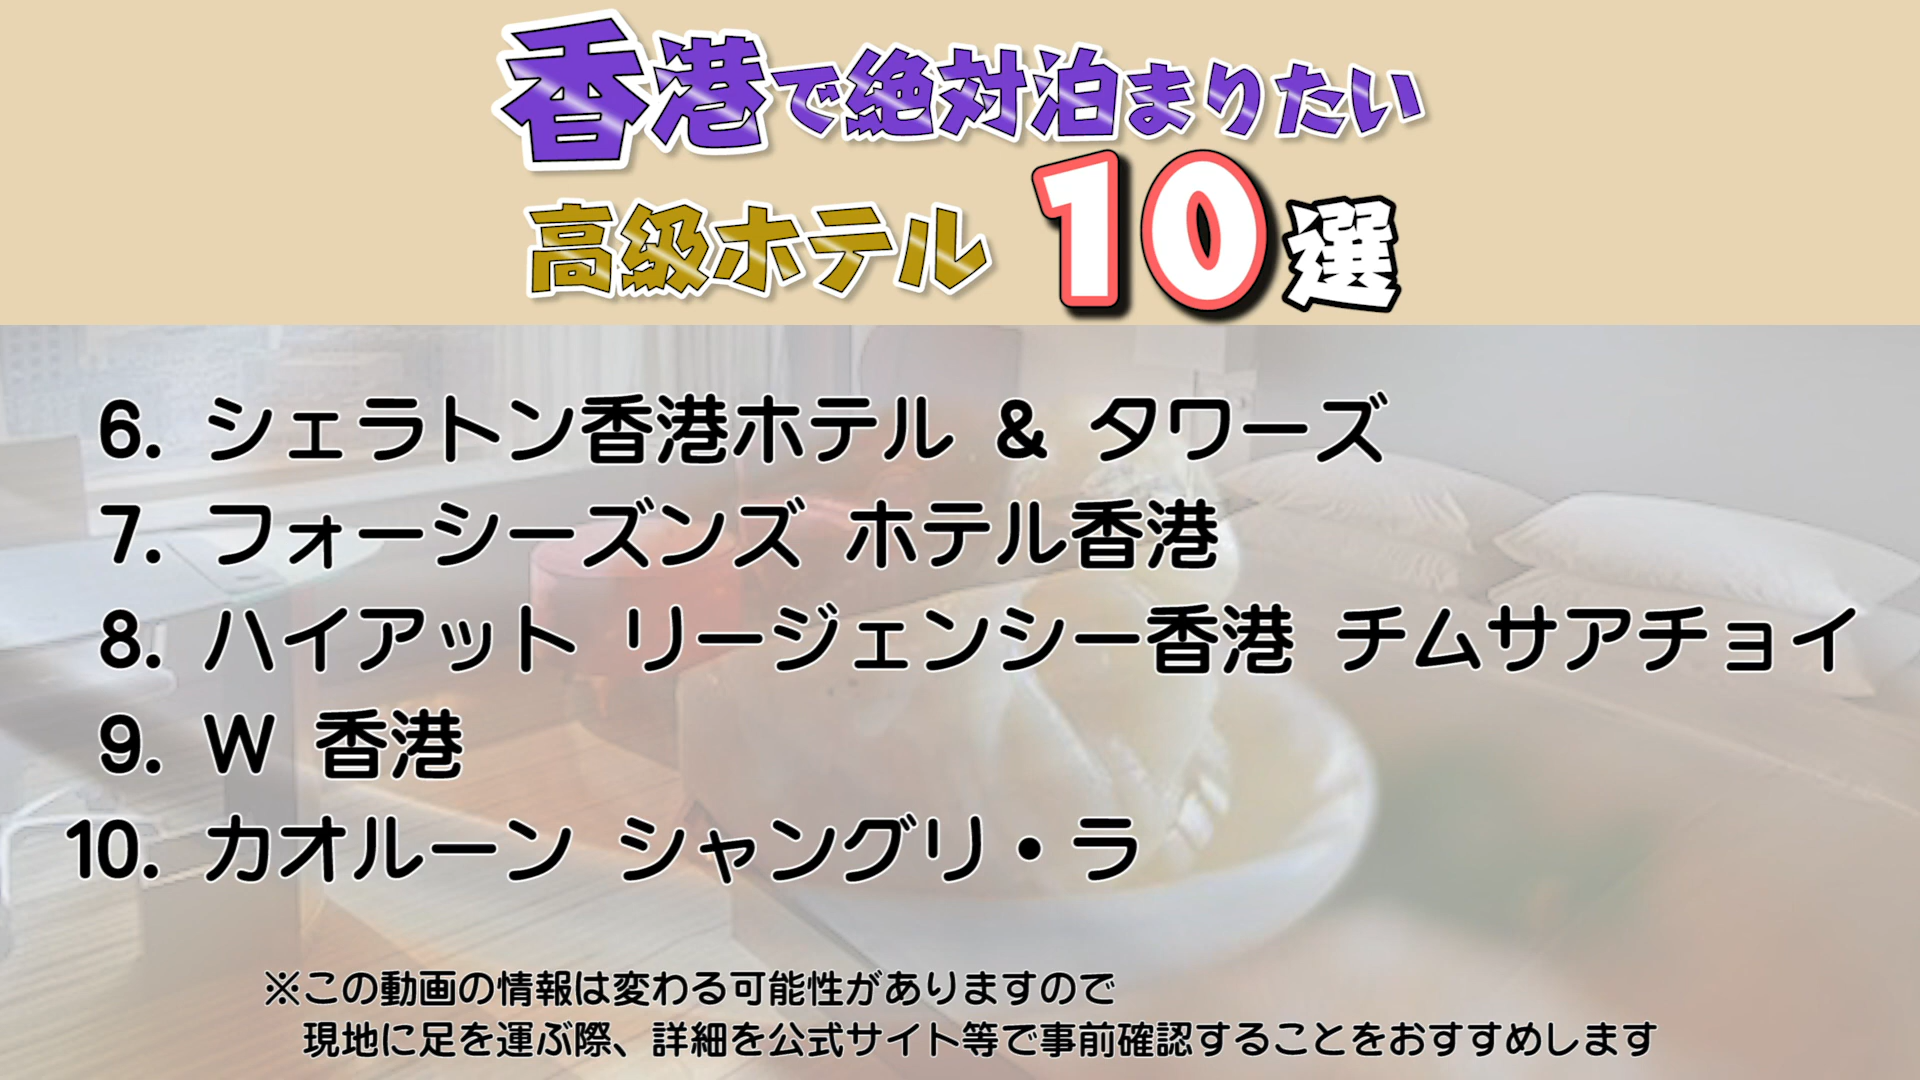 香港で絶対泊まりたい
高級ホテル 10選
6. シェラトン香港ホテル & タワーズ
7. フォーシーズンズ ホテル香港
8. ハイアット リージェンシー香港 チムサアチョイ
9. W 香港
10. カオルーン シャングリ・ラ
※この動画の情報は変わる可能性がありますので
現地に足を運ぶ際、詳細を公式サイト等で事前確認することをおすすめします